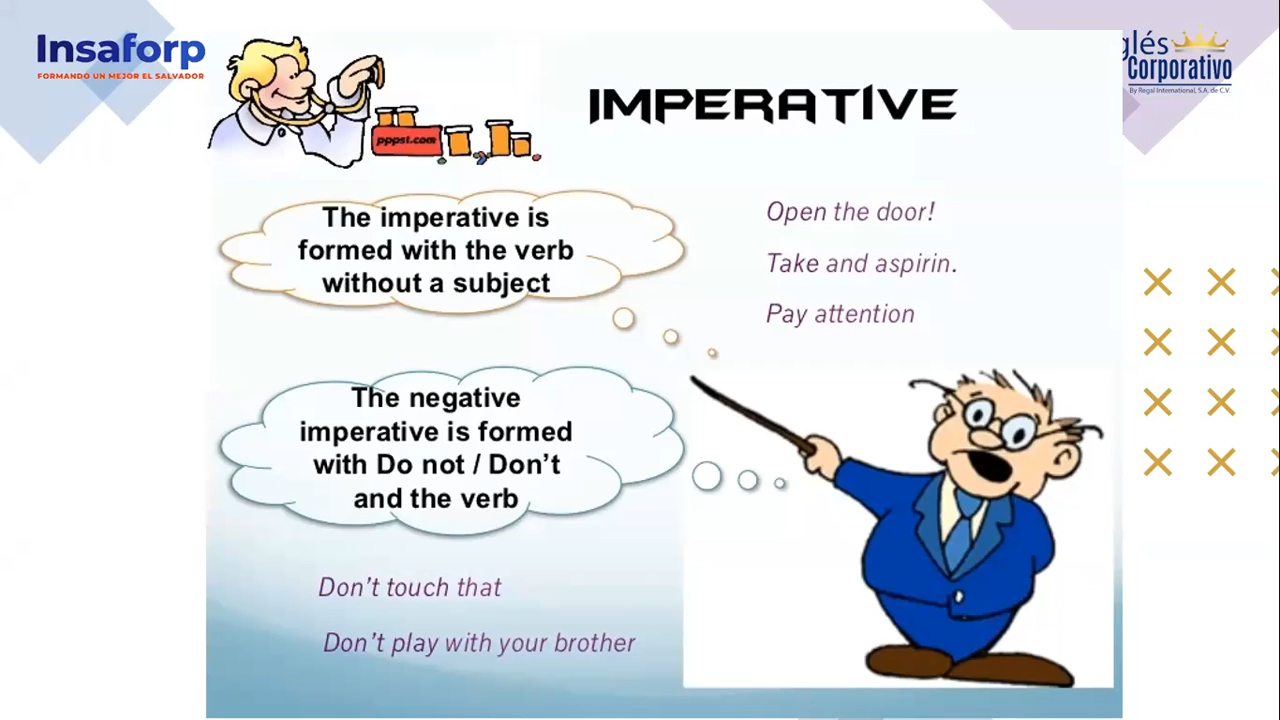 Insaforp
FORMANDO UN MEJOR EL SALVADOR
glés
Corporativo
By Regal International, S.A. de C.V.
pppst.com
IMPERATIVE
The imperative is
formed with the verb
without a subject
Open the door!
Take and aspirin.
Pay attention
The negative
imperative is formed
with Do not / Don't
and the verb
Don't touch that
Don't play with your brother